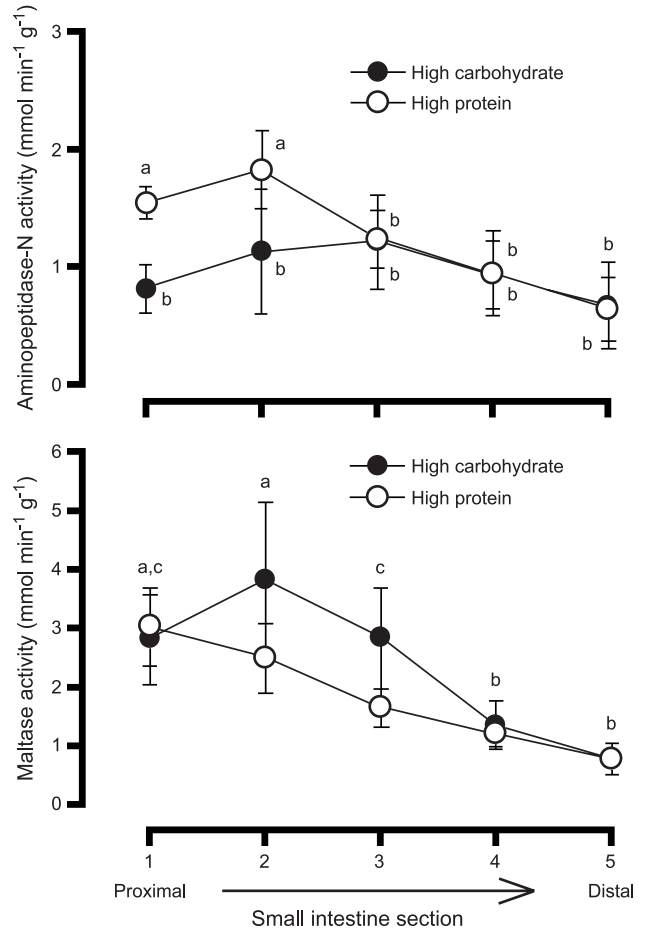 Aminopeptidase-N activity (mmol min⁻¹ g⁻¹)
3
2
1
0
High carbohydrate
High protein
a
a
b
b
b
b
b
b
b
b
Maltase activity (mmol min⁻¹ g⁻¹)
6
5
4
3
2
1
0
High carbohydrate
High protein
a,c
a
c
b
b
1 2 3 4 5
Proximal Distal
Small intestine section